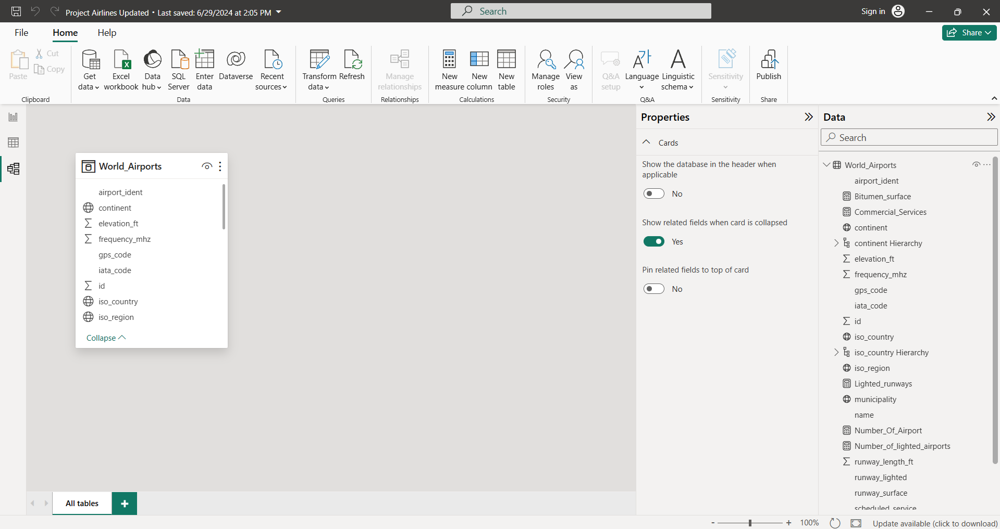 Project Airlines Updated • Last saved: 6/29/2024 at 2:05 PM
Search
Sign in
File
Home
Help
Share
Paste
Cut
Copy
Clipboard
Get data
Excel workbook
Data hub
SQL Server
Enter data
Dataverse
Recent sources
Data
Transform data
Refresh
Queries
Manage relationships
Relationships
New measure
New column
New table
Calculations
Manage roles
View as
Security
Q&A setup
Language
Linguistic schema
Q&A
Sensitivity
Sensitivity
Publish
Share
World_Airports
airport_ident
continent
elevation_ft
frequency_mhz
gps_code
iata_code
id
iso_country
iso_region
Collapse
Properties
Cards
Show the database in the header when
applicable
No
Show related fields when card is collapsed
Yes
Pin related fields to top of card
No
Data
Search
World_Airports
airport_ident
Bitumen_surface
Commercial_Services
continent
continent Hierarchy
elevation_ft
frequency_mhz
gps_code
iata_code
id
iso_country
iso_country Hierarchy
iso_region
Lighted_runways
municipality
name
Number_Of_Airport
Number_of_lighted_airports
runway_length_ft
runway_lighted
runway_surface
scheduled_service
All tables
- + 100%
Update available (click to download)